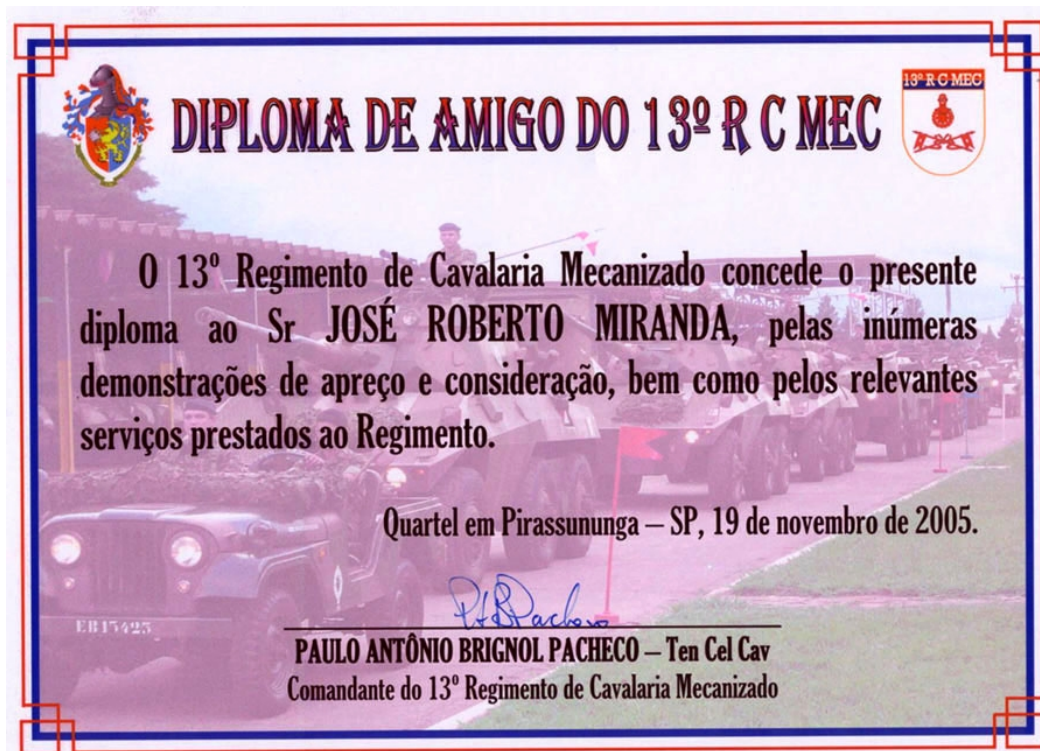 DIPLOMA DE AMIGO DO 13º R C MEC
13º R C MEC
O 13º Regimento de Cavalaria Mecanizado concede o presente
diploma ao Sr JOSÉ ROBERTO MIRANDA, pelas inúmeras
demonstrações de apreço e consideração, bem como pelos relevantes
serviços prestados ao Regimento.
Quartel em Pirassununga – SP, 19 de novembro de 2005.
EB13423
PAULO ANTÔNIO BRIGNOL PACHECO – Ten Cel Cav
Comandante do 13º Regimento de Cavalaria Mecanizado